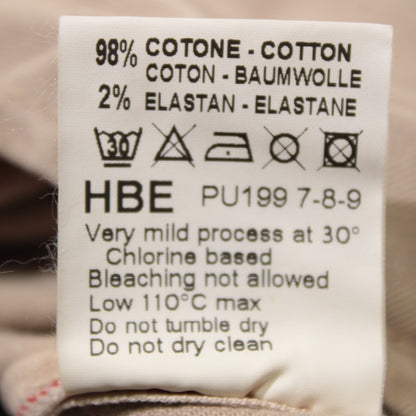 98% COTONE - COTTON
COTON - BAUMWOLLE
2% ELASTAN - ELASTANE
30
HBE PU199 7-8-9
Very mild process at 30°
Chlorine based
Bleaching not allowed
Low 110°C max
Do not tumble dry
Do not dry clean